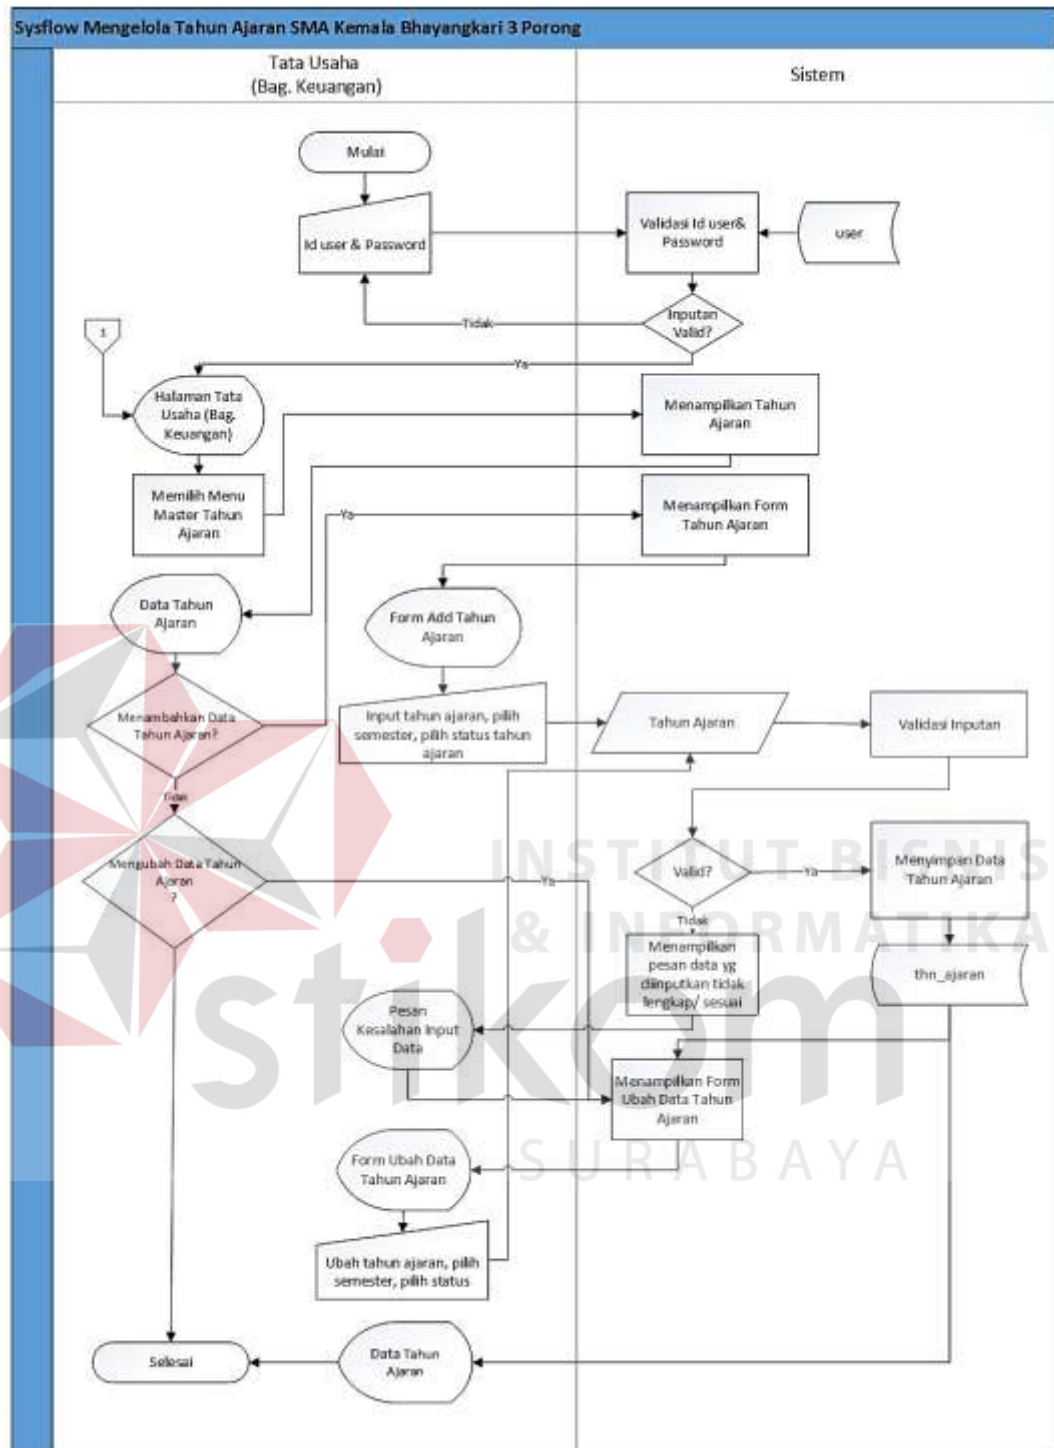 Sysflow Mengelola Tahun Ajaran SMA Kemala Bhayangkari 3 Porong
Tata Usaha
(Bag. Keuangan)
Sistem
Mulai
Id user & Password
Validasi Id user&
Password
user
Inputan
Valid?
Tidak
Ya
1
Halaman Tata
Usaha (Bag.
Keuangan)
Menampilkan Tahun
Ajaran
Memilih Menu
Master Tahun
Ajaran
Ya
Menampilkan Form
Tahun Ajaran
Data Tahun
Ajaran
Form Add Tahun
Ajaran
Menambahkan Data
Tahun Ajaran?
Input tahun ajaran, pilih
semester, pilih status tahun
ajaran
Tahun Ajaran
Validasi Inputan
Tidak
Mengubah Data Tahun
Ajaran
?
Ya
Valid?
Ya
Menyimpan Data
Tahun Ajaran
Tidak
Menampilkan
pesan data yg
diinputkan tidak
lengkap/ sesuai
thn_ajaran
Pesan
Kesalahan Input
Data
Menampilkan Form
Ubah Data Tahun
Ajaran
Form Ubah Data
Tahun Ajaran
Ubah tahun ajaran, pilih
semester, pilih status
Selesai
Data Tahun
Ajaran
INSTITUT BISNIS
& INFORMATIKA
stikom
SURABAYA